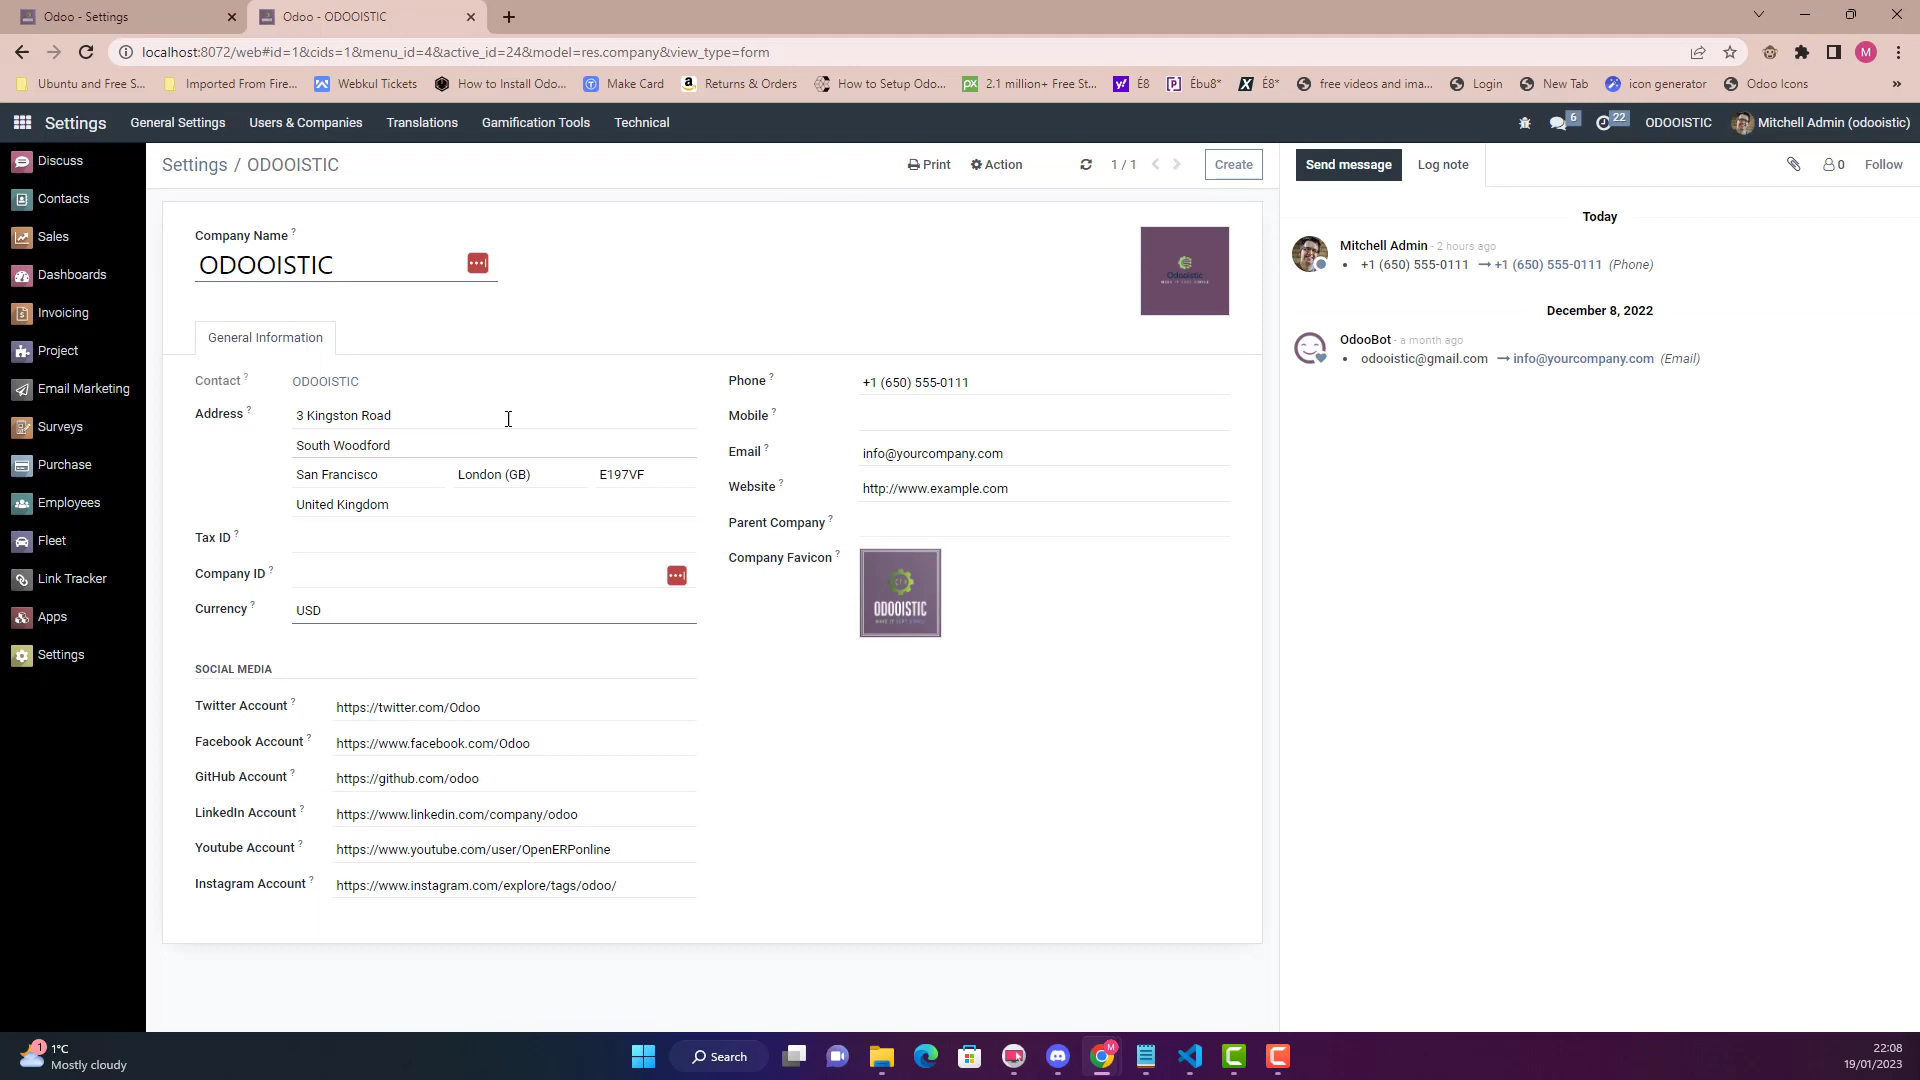 Odoo - Settings
Odoo - ODOOISTIC
localhost:8072/web#id=1&cids=1&menu_id=4&active_id=24&model=res.company&view_type=form
M
Ubuntu and Free S...
Imported From Fire...
Webkul Tickets
How to Install Odo...
Make Card
Returns & Orders
How to Setup Odo...
2.1 million+ Free St...
É8
Ébu8*
É8*
free videos and ima...
Login
New Tab
icon generator
Odoo Icons
Settings
General Settings
Users & Companies
Translations
Gamification Tools
Technical
6
22
ODOOISTIC
Mitchell Admin (odooistic)
Discuss
Contacts
Sales
Dashboards
Invoicing
Project
Email Marketing
Surveys
Purchase
Employees
Fleet
Link Tracker
Apps
Settings
Settings / ODOOISTIC
Print
Action
1 / 1
Create
Company Name ?
ODOOISTIC
Odooistic
General Information
Contact ?
ODOOISTIC
Address ?
3 Kingston Road
South Woodford
San Francisco
London (GB)
E197VF
United Kingdom
Tax ID ?
Company ID ?
Currency ?
USD
Phone ?
+1 (650) 555-0111
Mobile ?
Email ?
info@yourcompany.com
Website ?
http://www.example.com
Parent Company ?
Company Favicon ?
ODOOISTIC
SOCIAL MEDIA
Twitter Account ?
https://twitter.com/Odoo
Facebook Account ?
https://www.facebook.com/Odoo
GitHub Account ?
https://github.com/odoo
LinkedIn Account ?
https://www.linkedin.com/company/odoo
Youtube Account ?
https://www.youtube.com/user/OpenERPonline
Instagram Account ?
https://www.instagram.com/explore/tags/odoo/
Send message
Log note
0
Follow
Today
Mitchell Admin - 2 hours ago
+1 (650) 555-0111 → +1 (650) 555-0111 (Phone)
December 8, 2022
OdooBot - a month ago
odooistic@gmail.com → info@yourcompany.com (Email)
1
1°C
Mostly cloudy
Search
22:08
19/01/2023